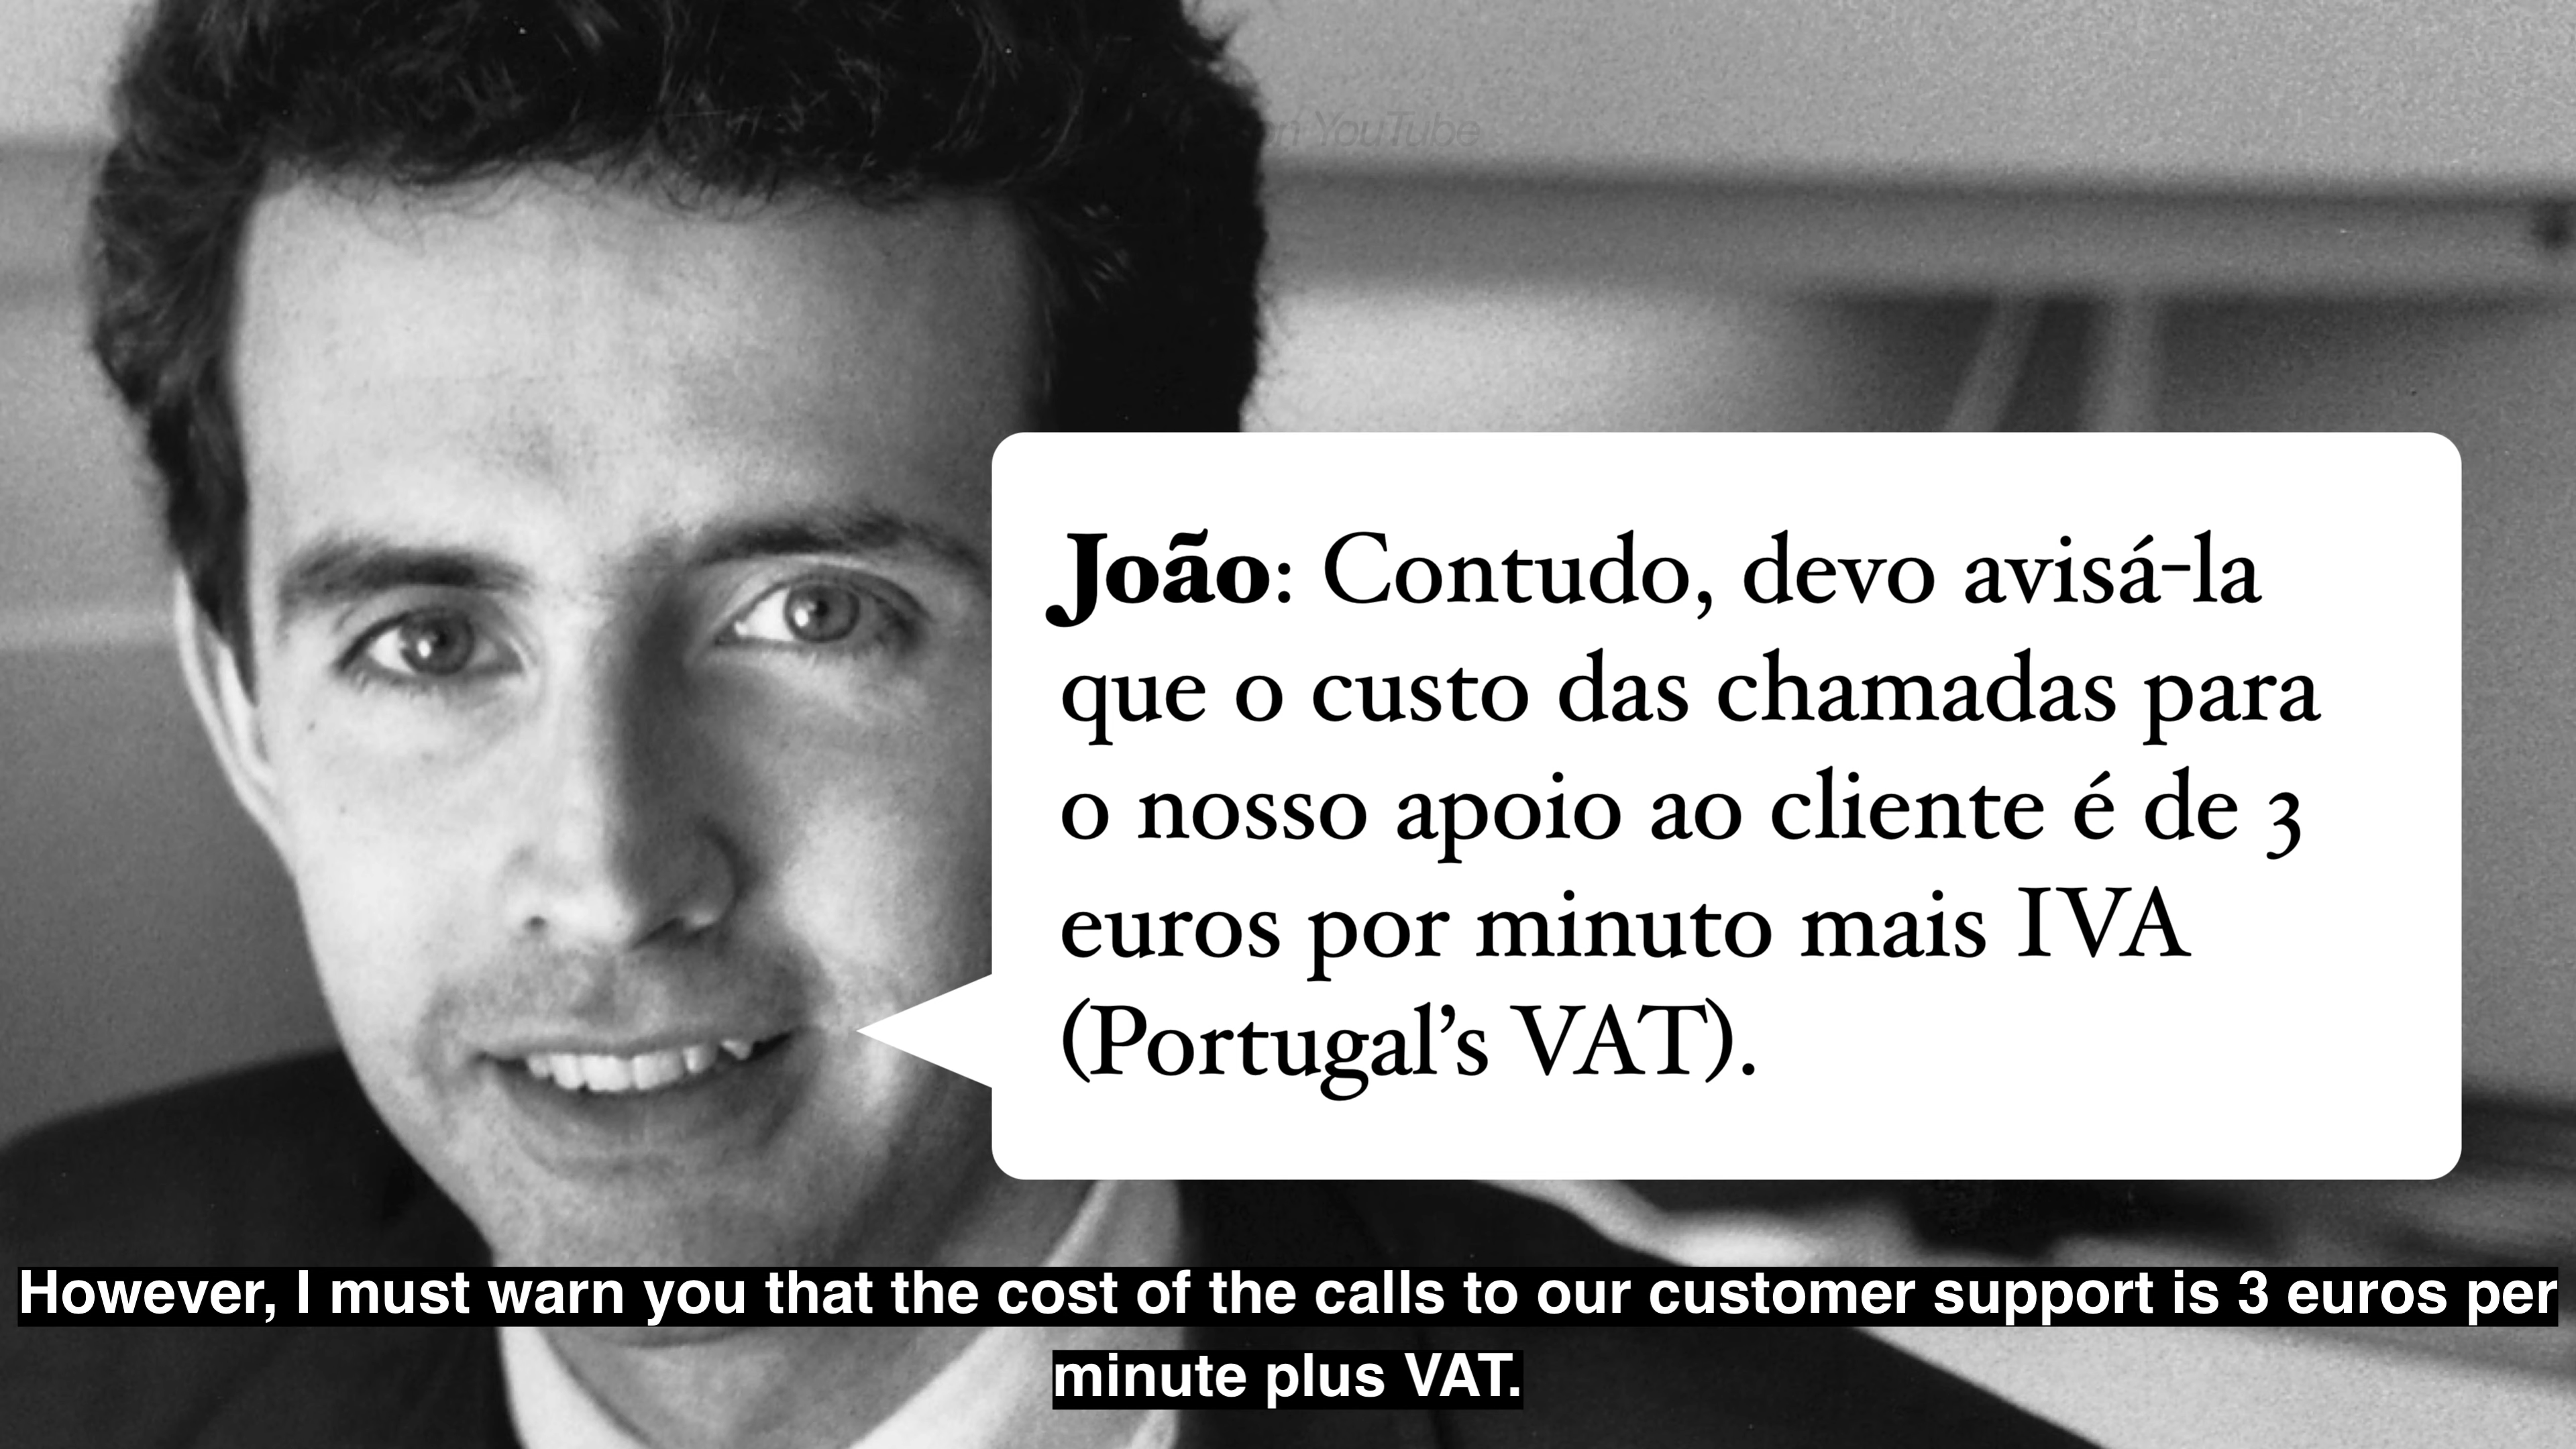 on YouTube
João: Contudo, devo avisá-la
que o custo das chamadas para
o nosso apoio ao cliente é de 3
euros por minuto mais IVA
(Portugal’s VAT).
However, I must warn you that the cost of the calls to our customer support is 3 euros per
minute plus VAT.